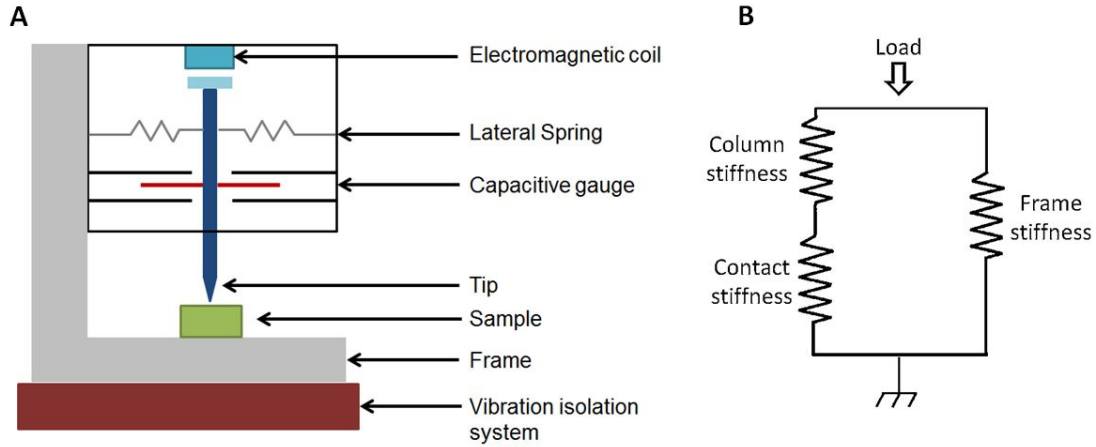 A
Electromagnetic coil
Lateral Spring
Capacitive gauge
Tip
Sample
Frame
Vibration isolation
system
B
Load
Column
stiffness
Contact
stiffness
Frame
stiffness